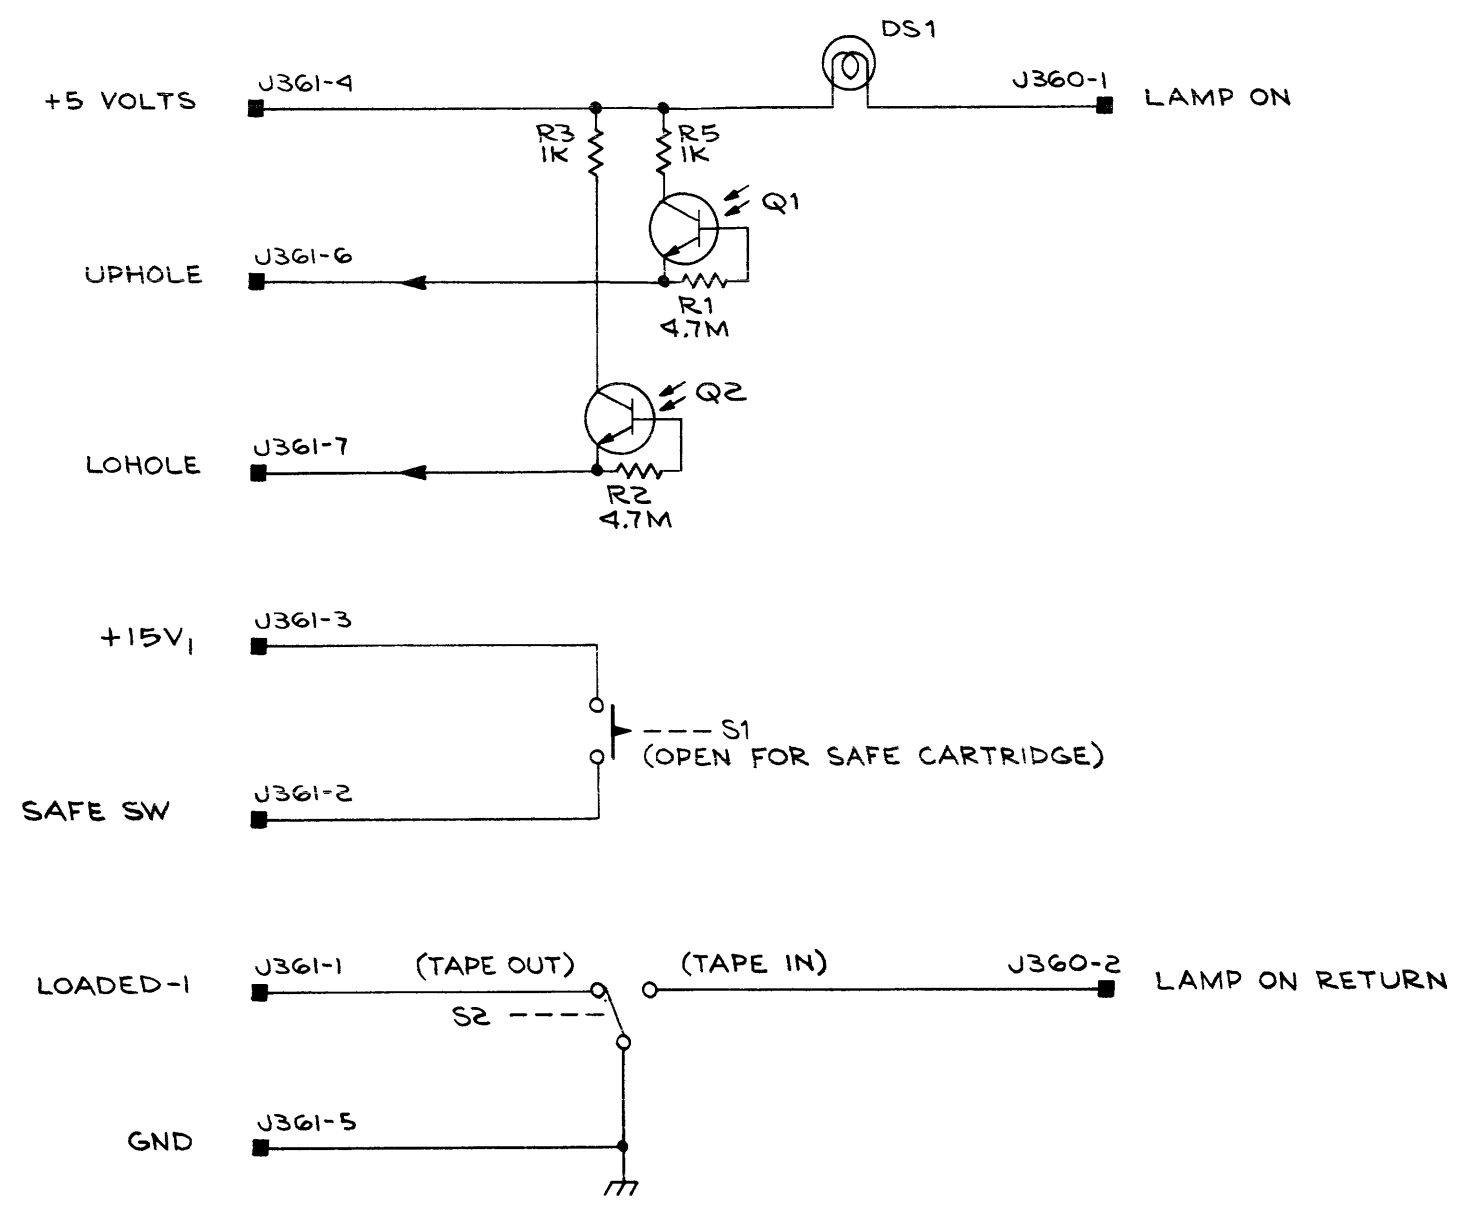 DS1
+5 VOLTS
J361-4
J360-1
LAMP ON
R3
1K
R5
1K
Q1
UPHOLE
J361-6
R1
4.7M
Q2
LOHOLE
J361-7
R2
4.7M
+15V1
J361-3
S1
(OPEN FOR SAFE CARTRIDGE)
SAFE SW
J361-2
LOADED-1
J361-1
(TAPE OUT)
(TAPE IN)
J360-2
LAMP ON RETURN
S2
GND
J361-5